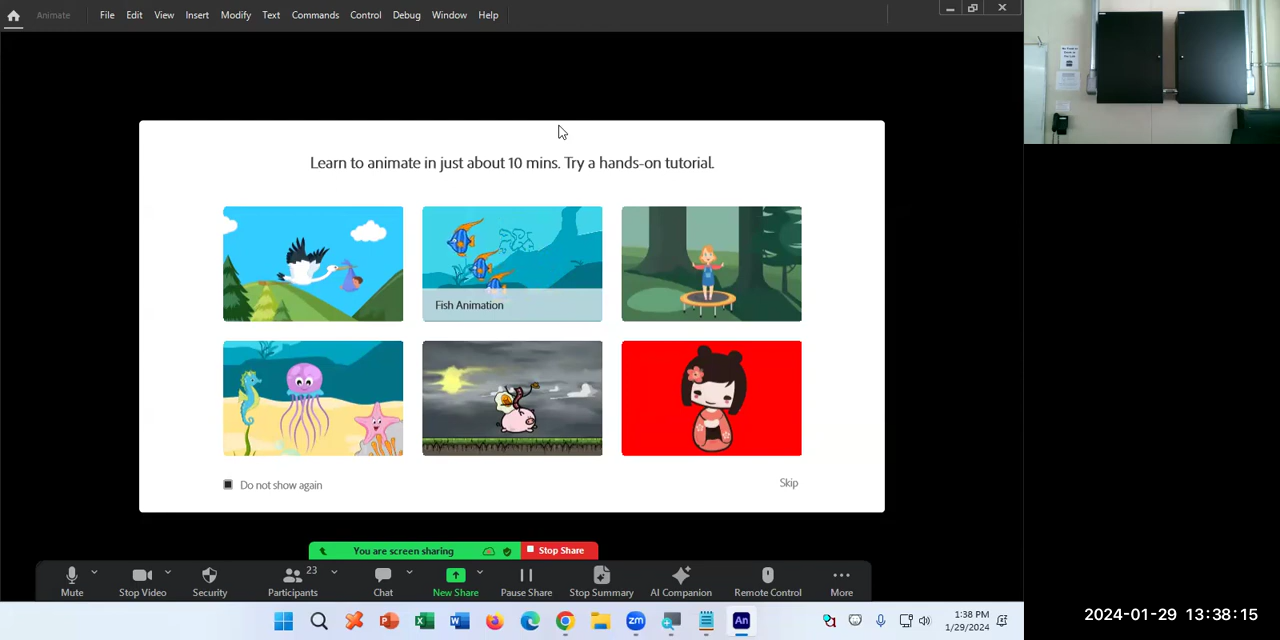 Animate File Edit View Insert Modify Text Commands Control Debug Window Help
Learn to animate in just about 10 mins. Try a hands-on tutorial.
Fish Animation
Do not show again
Skip
You are screen sharing
Stop Share
23
Mute Stop Video Security Participants Chat New Share Pause Share Stop Summary AI Companion Remote Control More
zm
An
1:38 PM
1/29/2024
2024-01-29 13:38:15